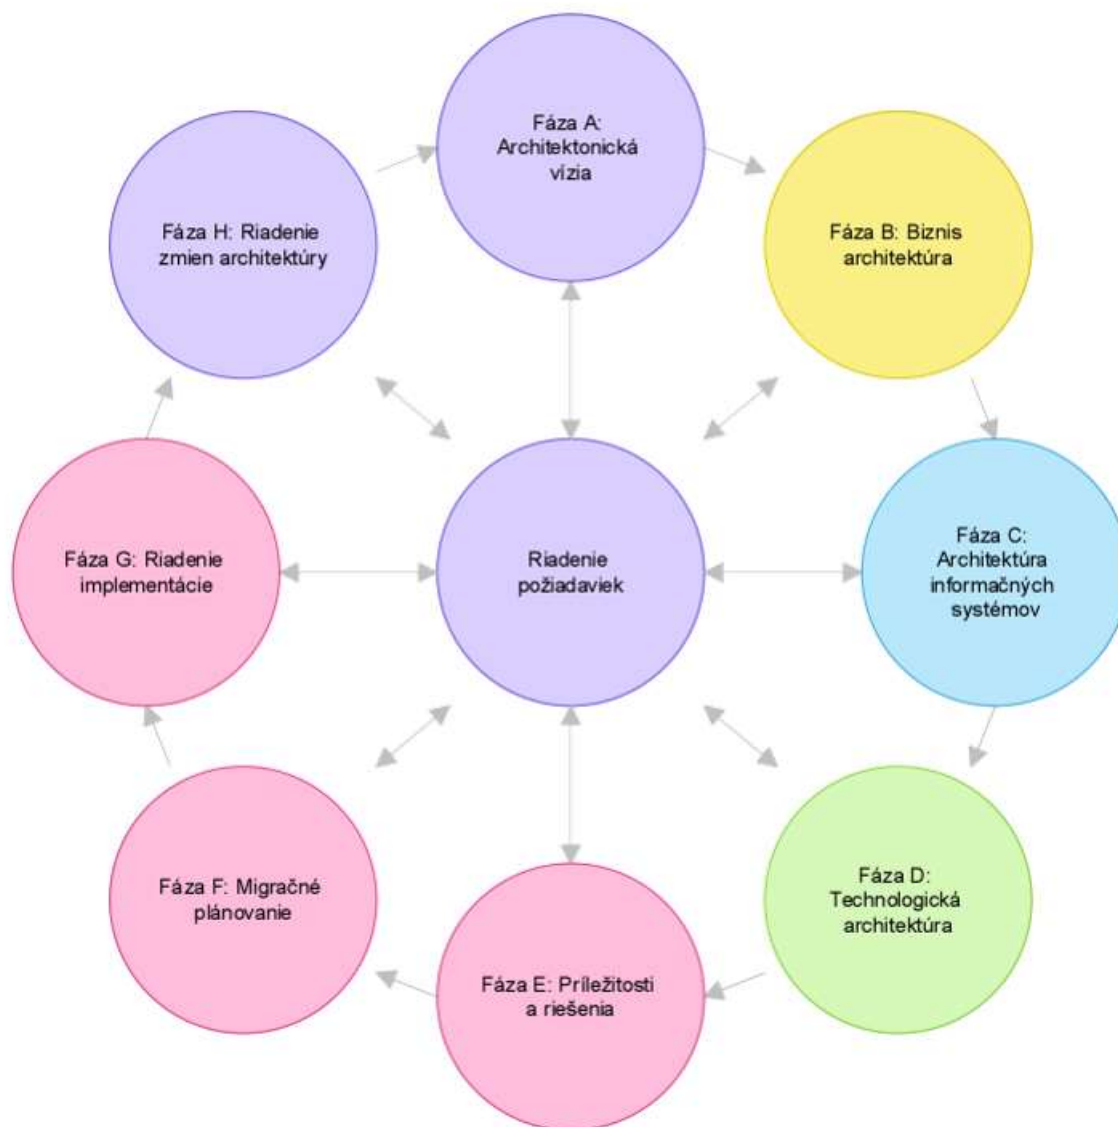 Fáza A:
Architektonická
vízia
Fáza H: Riadenie
zmien architektúry
Fáza B: Biznis
architektúra
Fáza G: Riadenie
implementácie
Riadenie
požiadaviek
Fáza C:
Architektúra
informačných
systémov
Fáza F: Migračné
plánovanie
Fáza D:
Technologická
architektúra
Fáza E: Príležitosti
a riešenia